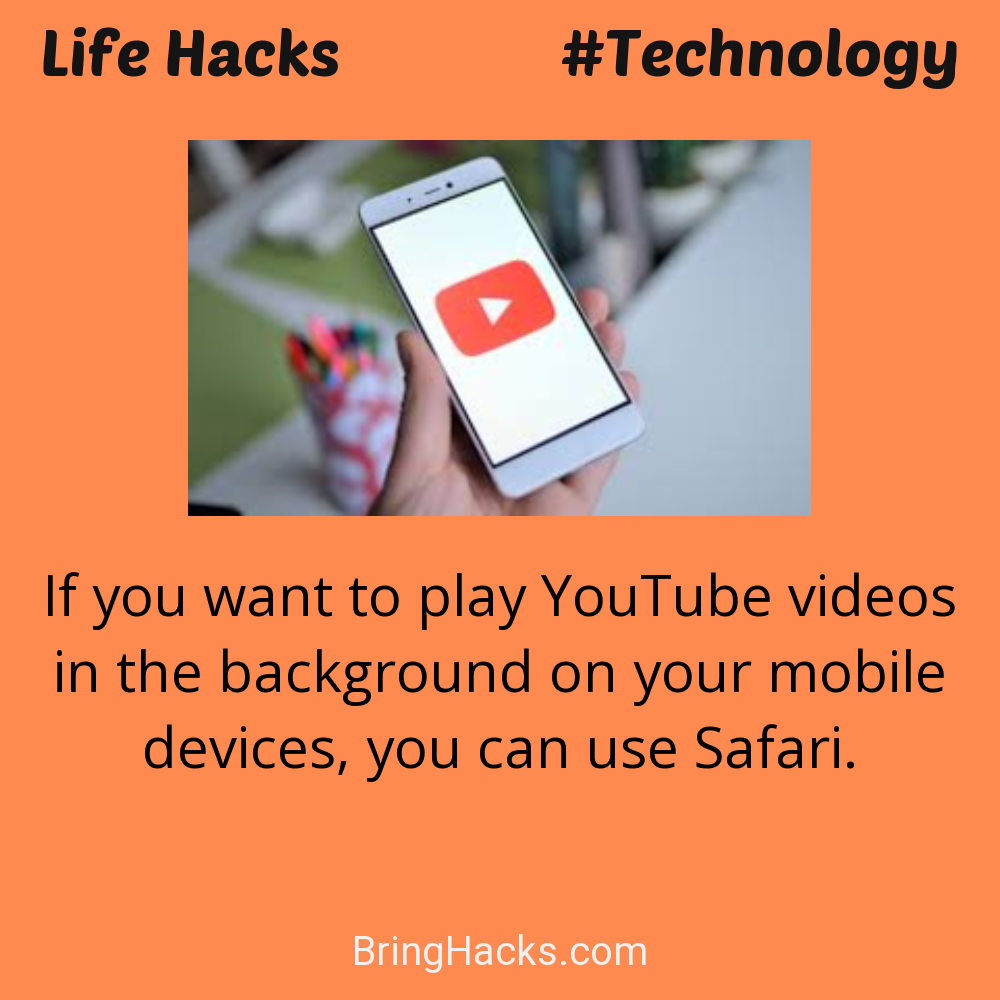 Life Hacks #Technology
If you want to play YouTube videos
in the background on your mobile
devices, you can use Safari.
BringHacks.com